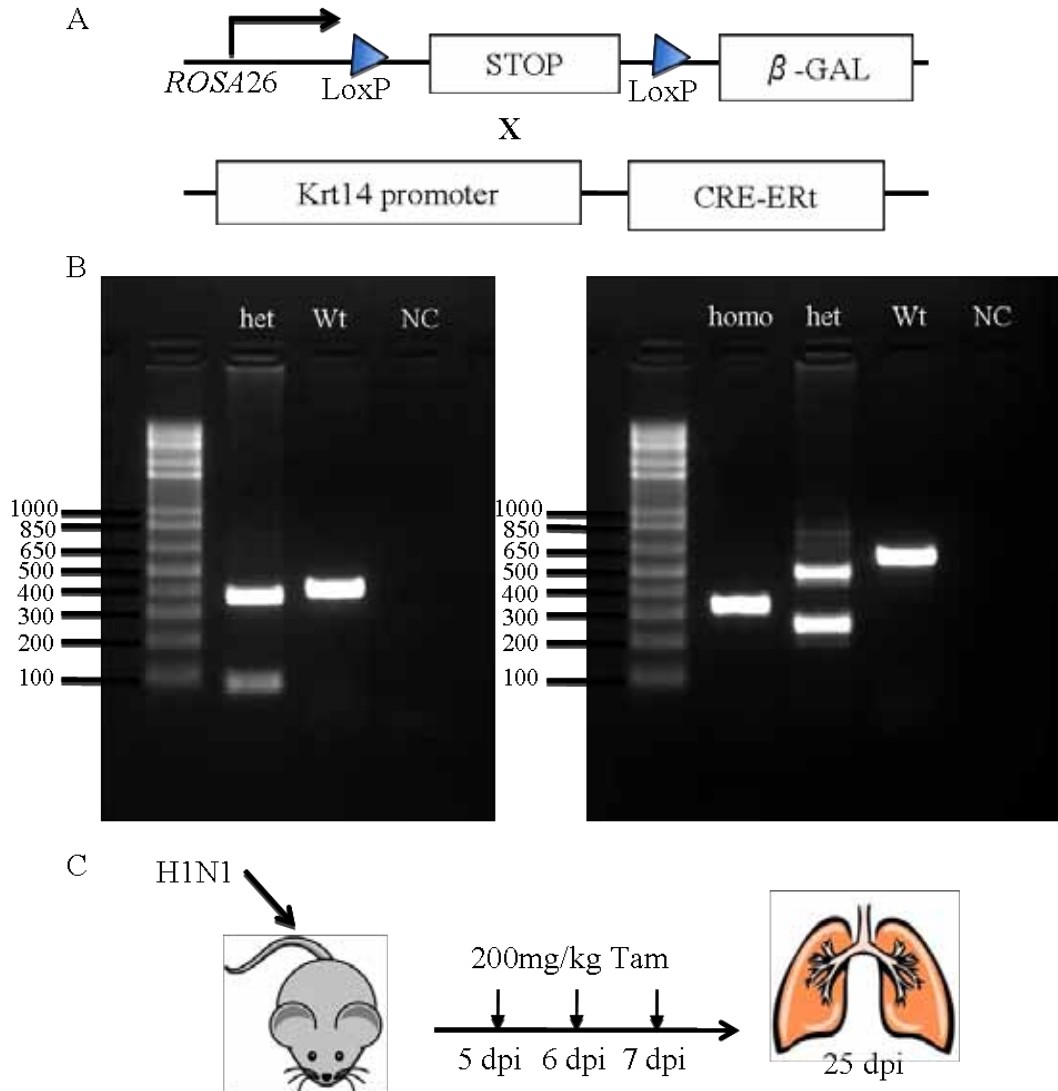 A
ROSA26
LoxP
STOP
LoxP
β-GAL
X
Krt14 promoter
CRE-ERt
B
het Wt NC
1000
850
650
500
400
300
200
100
homo het Wt NC
1000
850
650
500
400
300
200
100
C
H1N1
200mg/kg Tam
5 dpi 6 dpi 7 dpi
25 dpi